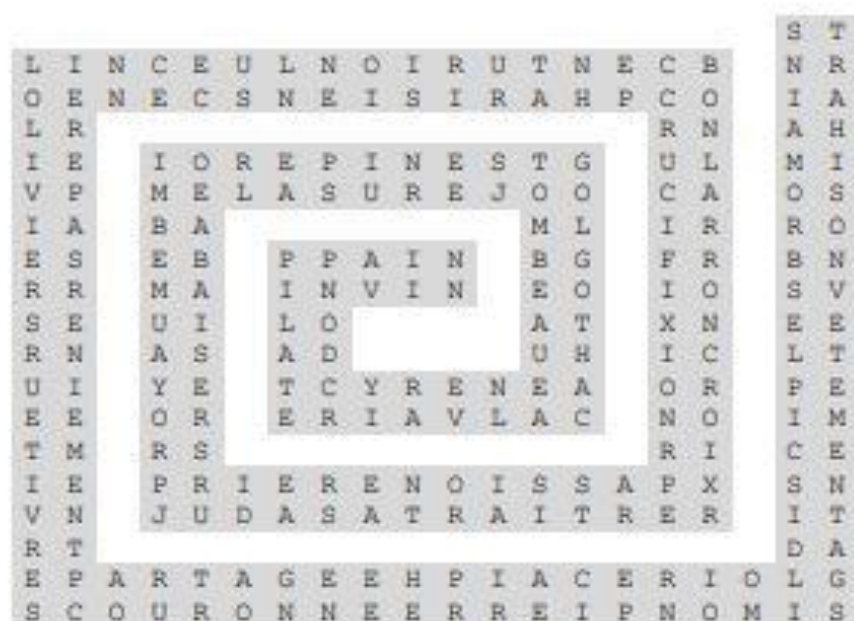 S T
L I N C E U L N O I R U T N E C B N R
O E N E C S N E I S I R A H P C O I A
L R R N A H
I E I O R E P I N E S T G U L M I
V P M E L A S U R E J O O C A O S
I A B A M L I R R O
E S E B P P A I N B G F R B N
R R M A I N V I N E O I O S V
S E U I L O A T X N E E
R N A S A D U H I C L T
U I Y E T C Y R E N E A O R P E
E E O R E R I A V L A C N O I M
T M R S R I C E
I E P R I E R E N O I S S A P X S N
V N J U D A S A T R A I T R E R I T
R T D A
E P A R T A G E E H P I A C E R I O L G
S C O U R O N N E E R R E I P N O M I S